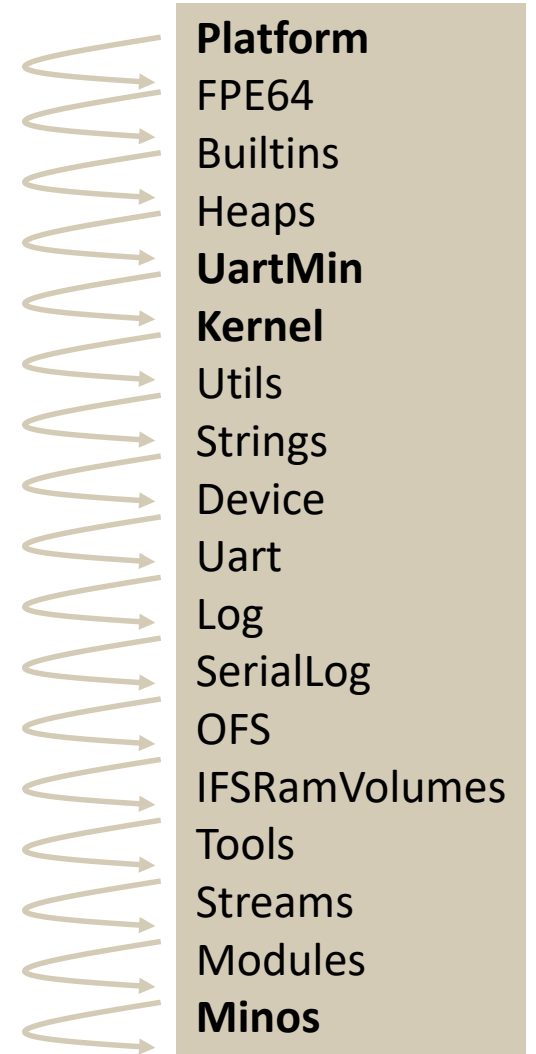 Platform
FPE64
Builtins
Heaps
UartMin
Kernel
Utils
Strings
Device
Uart
Log
SerialLog
OFS
IFSRamVolumes
Tools
Streams
Modules
Minos